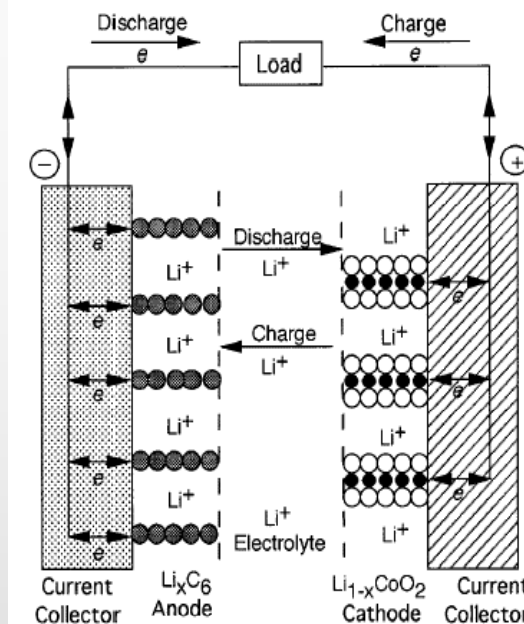 Discharge Charge
e e
Load
− +
e Li⁺ Discharge Li⁺
Li⁺
e Li⁺ e
Charge Li⁺
Li⁺
e Li⁺ e
Li⁺
e Li⁺ Li⁺ e
Electrolyte
e Li⁺
Current LiₓC₆ Li₁₋ₓCoO₂ Current
Collector Anode Cathode Collector